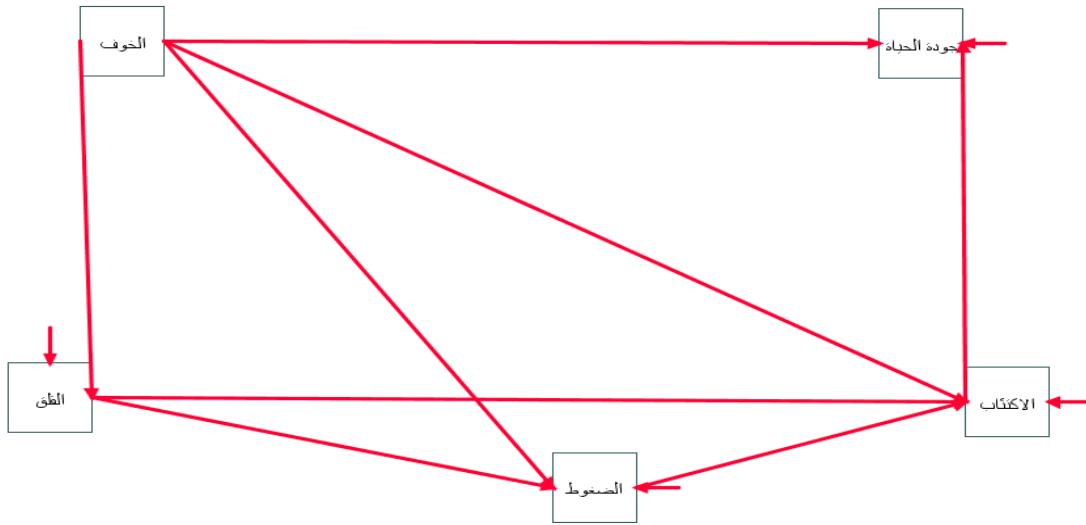 الخوف
جودة الحياة
القلق
الاكتئاب
الضغوط